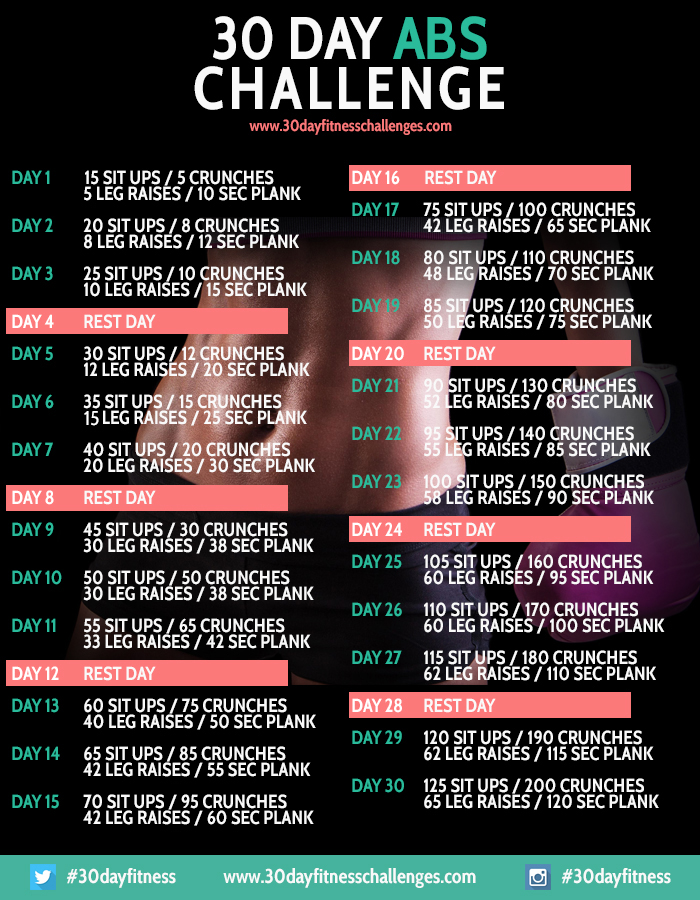 30 DAY ABS
CHALLENGE
www.30dayfitnesschallenges.com
DAY 1 15 SIT UPS / 5 CRUNCHES
5 LEG RAISES / 10 SEC PLANK
DAY 2 20 SIT UPS / 8 CRUNCHES
8 LEG RAISES / 12 SEC PLANK
DAY 3 25 SIT UPS / 10 CRUNCHES
10 LEG RAISES / 15 SEC PLANK
DAY 4 REST DAY
DAY 5 30 SIT UPS / 12 CRUNCHES
12 LEG RAISES / 20 SEC PLANK
DAY 6 35 SIT UPS / 15 CRUNCHES
15 LEG RAISES / 25 SEC PLANK
DAY 7 40 SIT UPS / 20 CRUNCHES
20 LEG RAISES / 30 SEC PLANK
DAY 8 REST DAY
DAY 9 45 SIT UPS / 30 CRUNCHES
30 LEG RAISES / 38 SEC PLANK
DAY 10 50 SIT UPS / 50 CRUNCHES
30 LEG RAISES / 38 SEC PLANK
DAY 11 55 SIT UPS / 65 CRUNCHES
33 LEG RAISES / 42 SEC PLANK
DAY 12 REST DAY
DAY 13 60 SIT UPS / 75 CRUNCHES
40 LEG RAISES / 50 SEC PLANK
DAY 14 65 SIT UPS / 85 CRUNCHES
42 LEG RAISES / 55 SEC PLANK
DAY 15 70 SIT UPS / 95 CRUNCHES
42 LEG RAISES / 60 SEC PLANK
DAY 16 REST DAY
DAY 17 75 SIT UPS / 100 CRUNCHES
42 LEG RAISES / 65 SEC PLANK
DAY 18 80 SIT UPS / 110 CRUNCHES
48 LEG RAISES / 70 SEC PLANK
DAY 19 85 SIT UPS / 120 CRUNCHES
50 LEG RAISES / 75 SEC PLANK
DAY 20 REST DAY
DAY 21 90 SIT UPS / 130 CRUNCHES
52 LEG RAISES / 80 SEC PLANK
DAY 22 95 SIT UPS / 140 CRUNCHES
55 LEG RAISES / 85 SEC PLANK
DAY 23 100 SIT UPS / 150 CRUNCHES
58 LEG RAISES / 90 SEC PLANK
DAY 24 REST DAY
DAY 25 105 SIT UPS / 160 CRUNCHES
60 LEG RAISES / 95 SEC PLANK
DAY 26 110 SIT UPS / 170 CRUNCHES
60 LEG RAISES / 100 SEC PLANK
DAY 27 115 SIT UPS / 180 CRUNCHES
62 LEG RAISES / 110 SEC PLANK
DAY 28 REST DAY
DAY 29 120 SIT UPS / 190 CRUNCHES
62 LEG RAISES / 115 SEC PLANK
DAY 30 125 SIT UPS / 200 CRUNCHES
65 LEG RAISES / 120 SEC PLANK
#30dayfitness www.30dayfitnesschallenges.com #30dayfitness